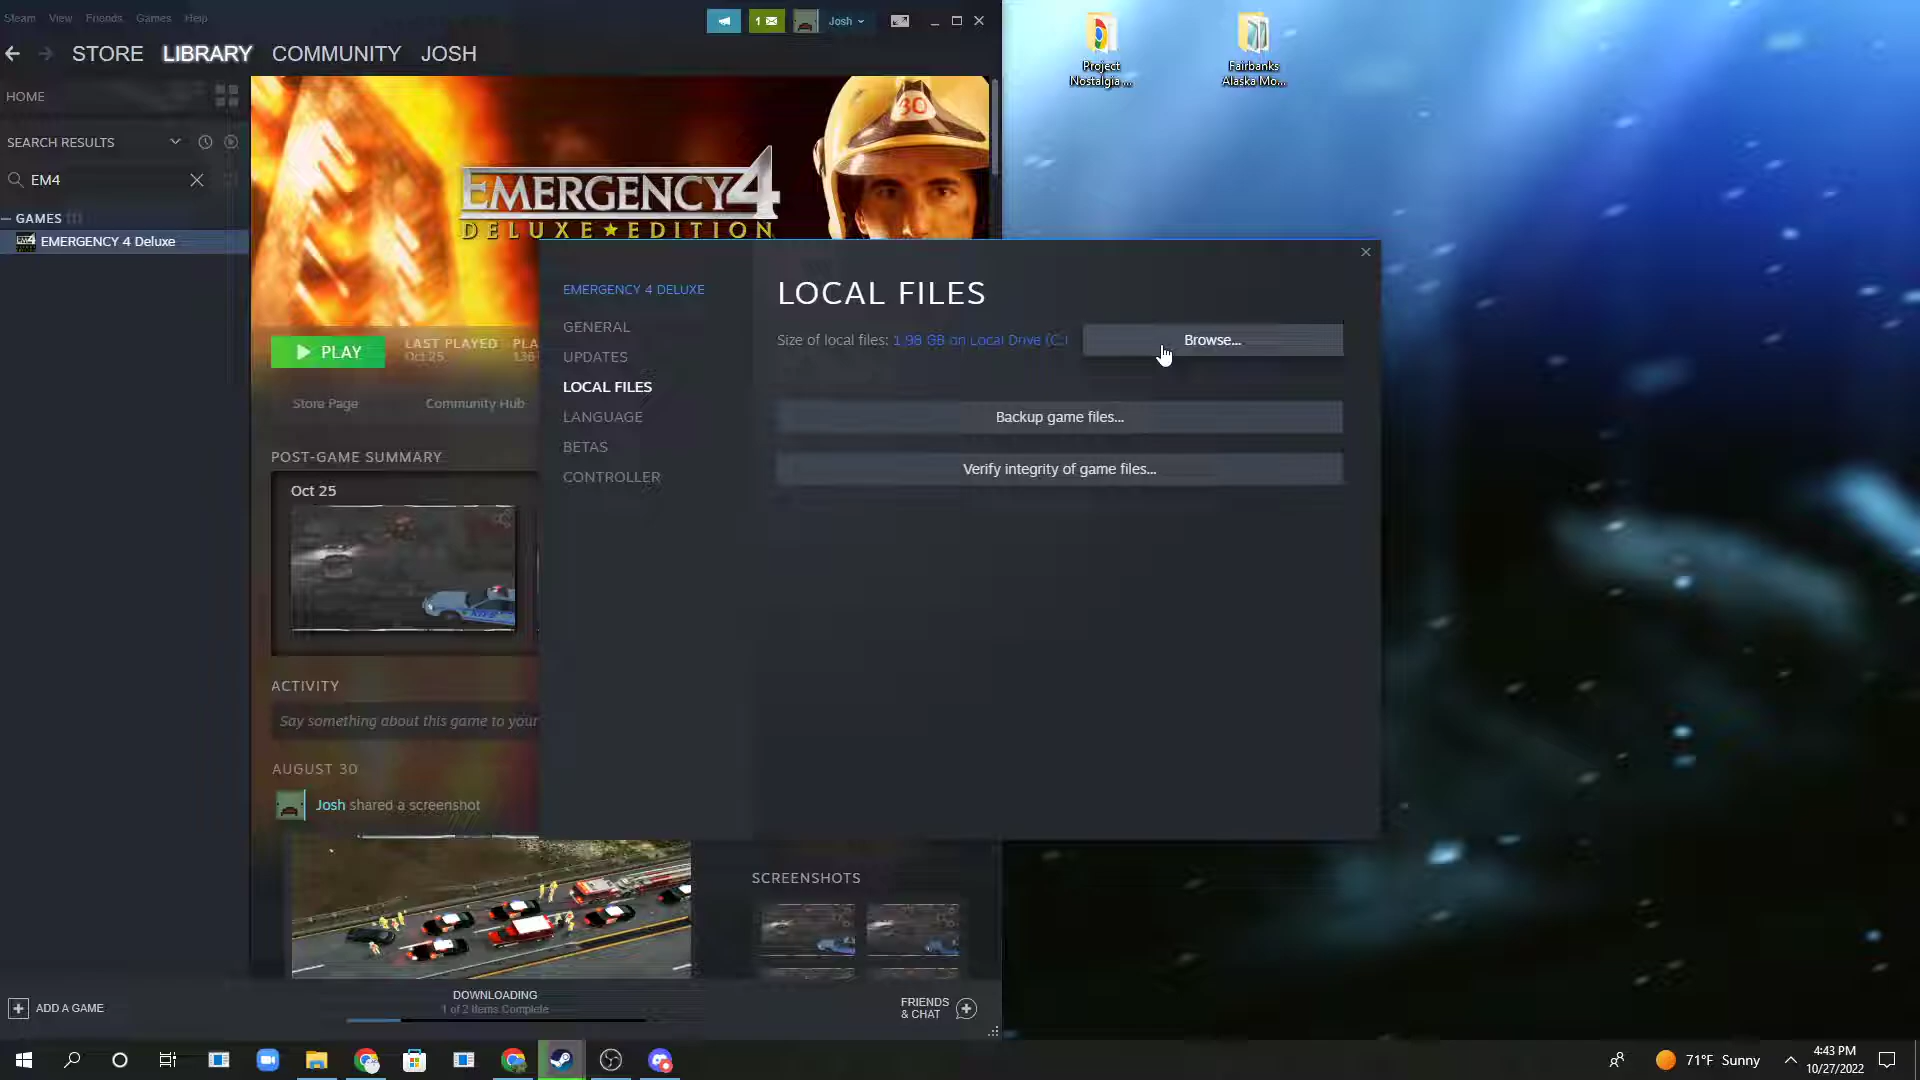 Steam View Friends Games Help
1
Josh
STORE LIBRARY COMMUNITY JOSH
HOME
SEARCH RESULTS
EM4
GAMES
EMERGENCY 4 Deluxe
30
EMERGENCY 4
DELUXE★EDITION
PLAY
LAST PLAYED
Oct 25
Store Page
Community Hub
POST-GAME SUMMARY
Oct 25
ACTIVITY
Say something about this game to your
AUGUST 30
Josh shared a screenshot
SCREENSHOTS
EMERGENCY 4 DELUXE
GENERAL
UPDATES
LOCAL FILES
LANGUAGE
BETAS
CONTROLLER
LOCAL FILES
Size of local files: 1.98 GB on Local Drive (C:)
Browse...
Backup game files...
Verify integrity of game files...
ADD A GAME
DOWNLOADING
1 of 2 Items Complete
FRIENDS
& CHAT
Project
Nostalgia ...
Fairbanks
Alaska Mo...
71°F Sunny
4:43 PM
10/27/2022